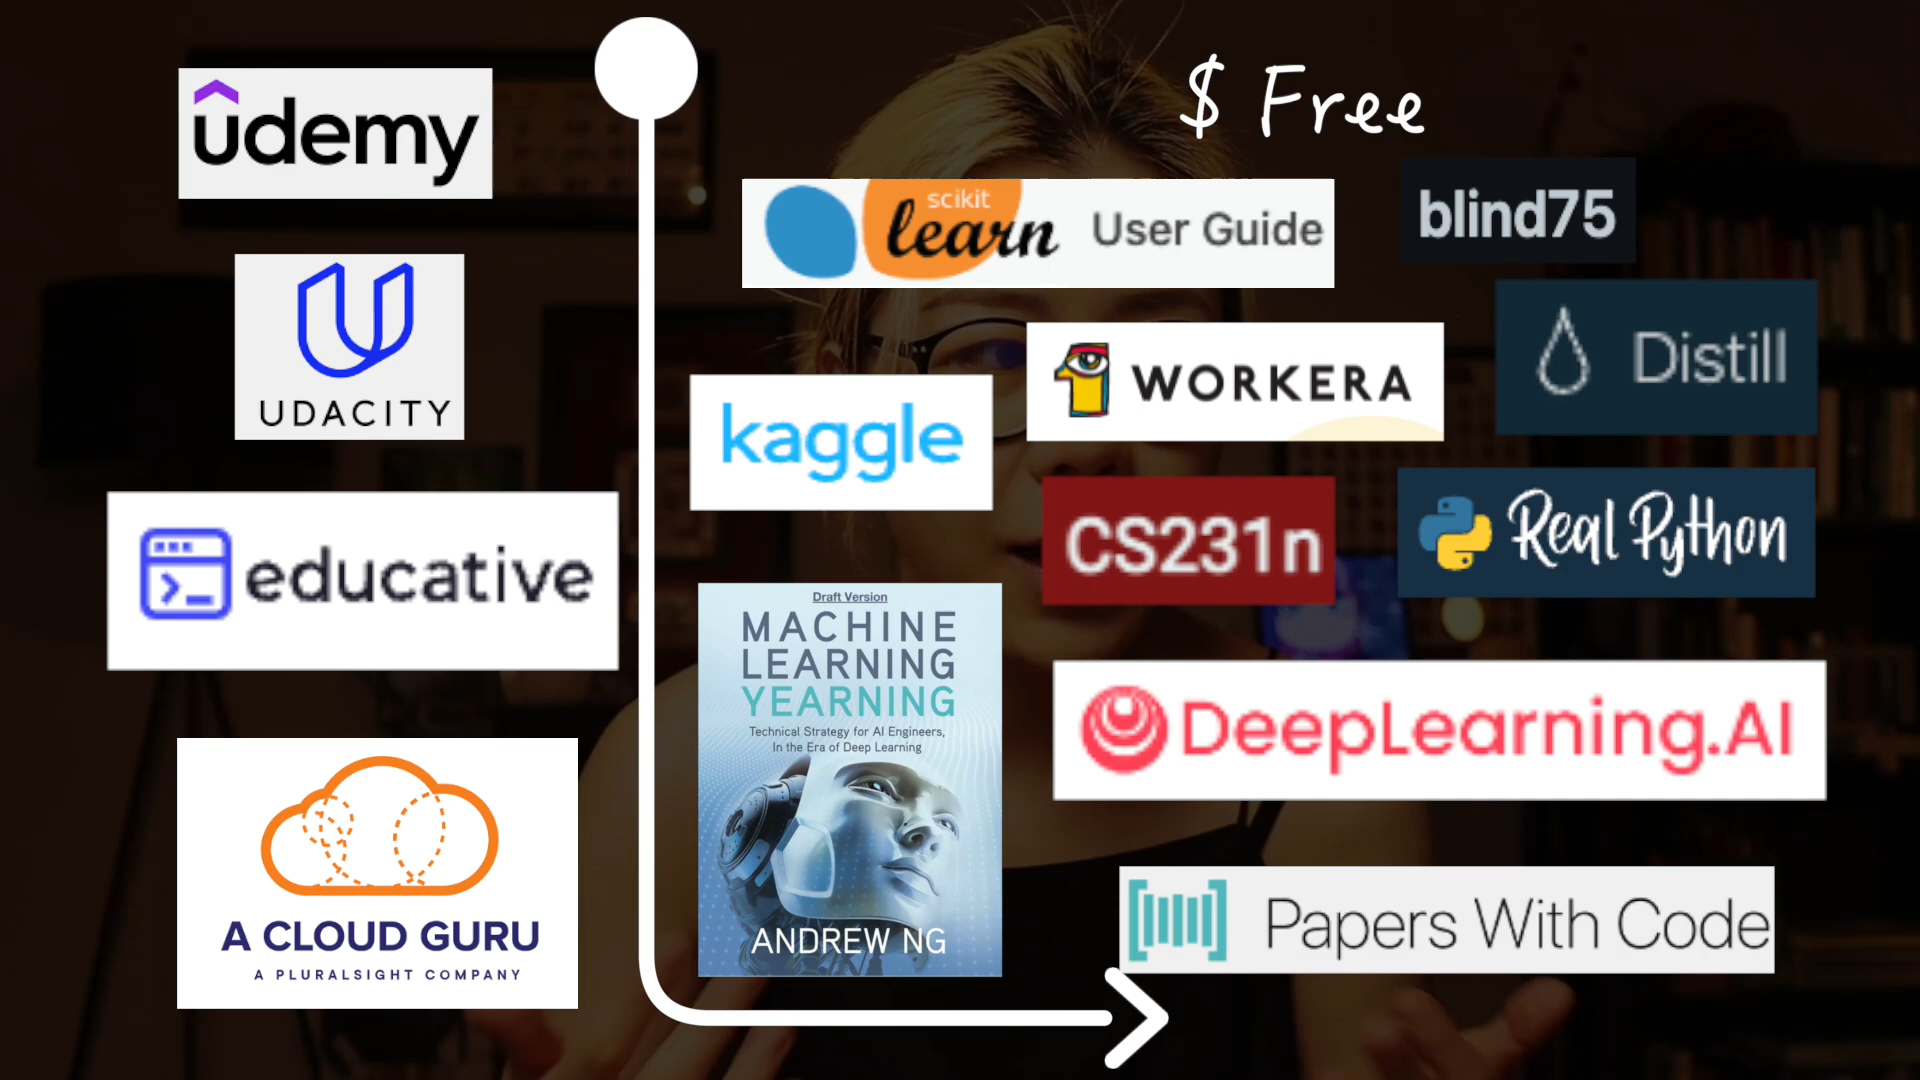 udemy
UDACITY
educative
A CLOUD GURU
A PLURALSIGHT COMPANY
$ Free
scikit
learn User Guide
blind75
WORKERA
Distill
kaggle
CS231n
Real Python
Draft Version
MACHINE
LEARNING
YEARNING
Technical Strategy for AI Engineers,
In the Era of Deep Learning
ANDREW NG
DeepLearning.AI
Papers With Code